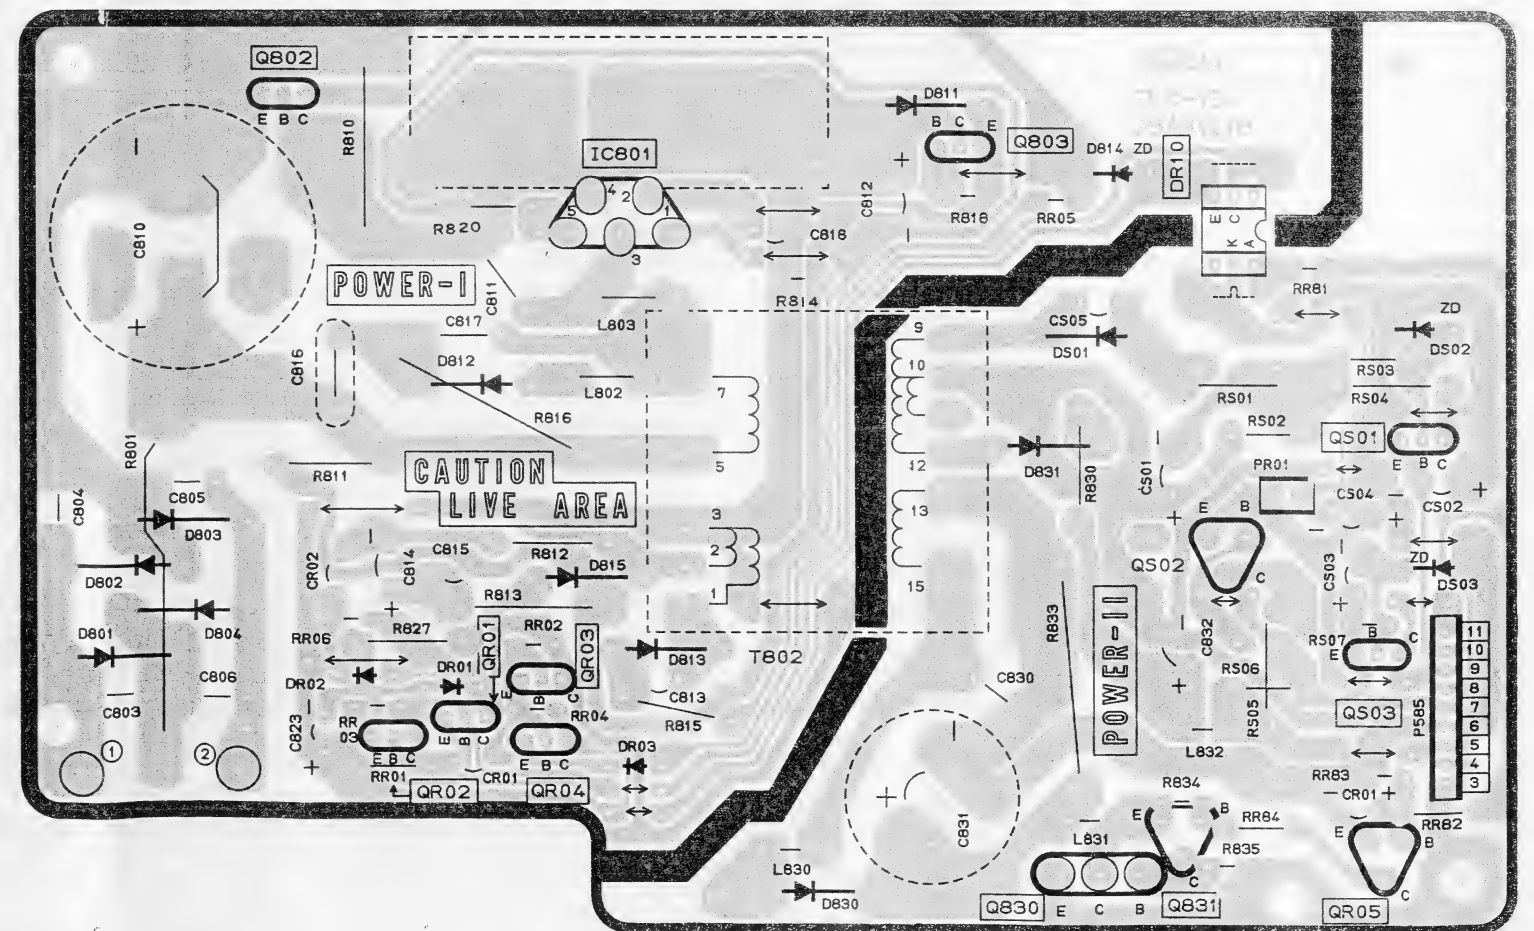 Q802
E B C
D811
B C E
Q803
D814 ZD
DR10
R810
IC801
4 2
5 1
3
C812
E C
K A
C810
R820
C818
R818
RR05
POWER-I
C811
R814
RR81
L803
C817
CS05
ZD
9
DS01
DS02
C816
D812
10
RS03
L802
7
RS01
RS04
R816
RS02
QS01
R801
CAUTION
LIVE AREA
R811
5
12
D831
R830
CS01
PR01
E B C
C804
C805
CS04
CS02
D803
3
13
E B
2
C815
R812
D815
CR02
C814
QS02
CS03
ZD
D802
DS03
1
15
C
R813
D801
D804
RR06
R827
QR01
RR02
QR03
R833
POWER-II
C832
RS07
B
E C
11
10
9
8
7
6
5
4
3
P585
D813
T802
DR01
DR02
E B C
C806
C813
C830
RS06
RS05
C803
C823
RR
03
R815
RR04
QS03
E B C
1
2
L832
DR03
E B C
E B C
RR01
CR01
RR83
QR02
QR04
R834
CR01
C831
E B
RR84
E
B
RR82
L831
R835
L830
C
C
D830
Q830
E C B
Q831
QR05